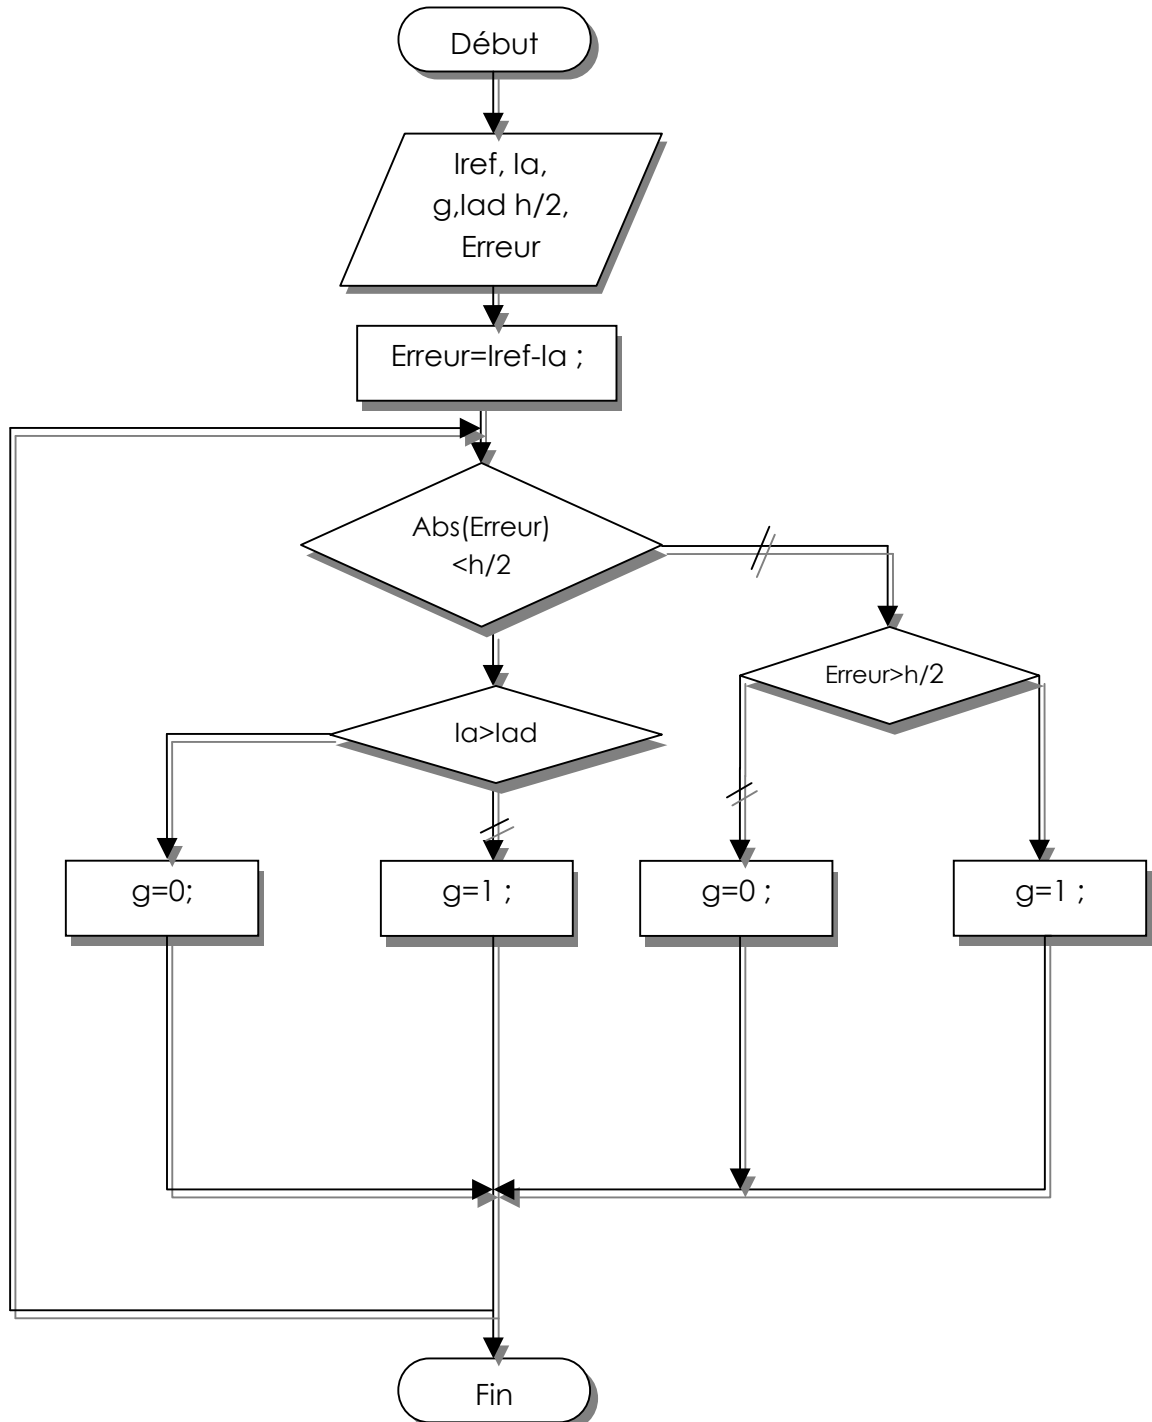 Début
Iref, Ia,
g,Iad h/2,
Erreur
Erreur=Iref-Ia ;
Abs(Erreur)
<h/2
Erreur>h/2
Ia>Iad
g=0;
g=1 ;
g=0 ;
g=1 ;
Fin